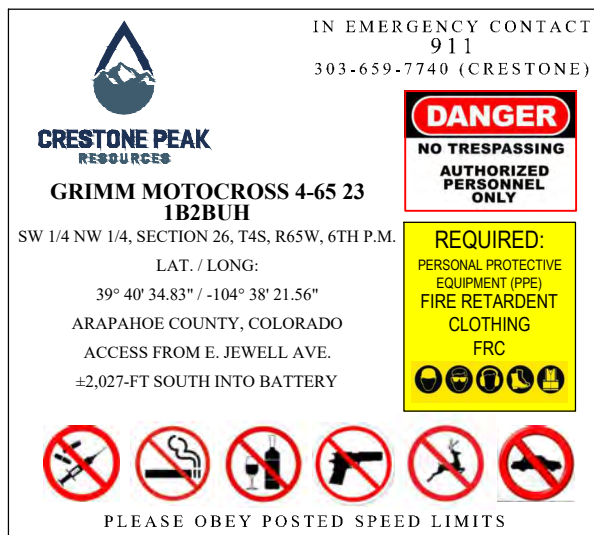 IN EMERGENCY CONTACT
911
303-659-7740 (CRESTONE)
CRESTONE PEAK
RESOURCES
DANGER
NO TRESPASSING
AUTHORIZED
PERSONNEL
ONLY
GRIMM MOTOCROSS 4-65 23
1B2BUH
SW 1/4 NW 1/4, SECTION 26, T4S, R65W, 6TH P.M.
LAT. / LONG:
39° 40' 34.83" / -104° 38' 21.56"
ARAPAHOE COUNTY, COLORADO
ACCESS FROM E. JEWELL AVE.
±2,027-FT SOUTH INTO BATTERY
REQUIRED:
PERSONAL PROTECTIVE
EQUIPMENT (PPE)
FIRE RETARDENT
CLOTHING
FRC
PLEASE OBEY POSTED SPEED LIMITS